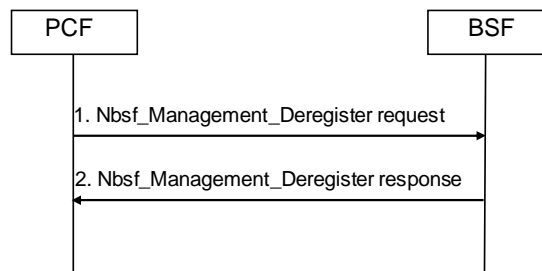 PCF
BSF
1. Nbsf_Management_Deregister request
2. Nbsf_Management_Deregister response